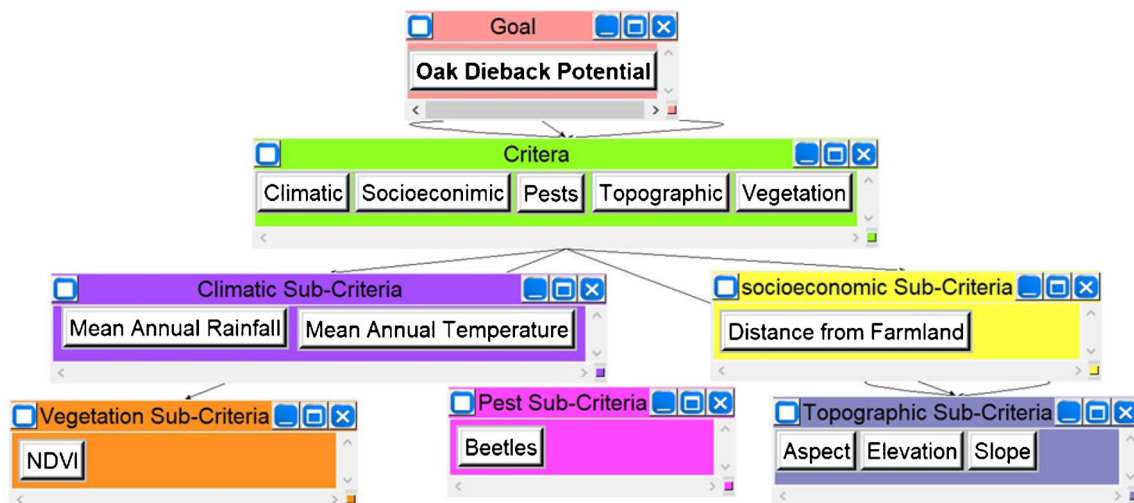 Goal
Oak Dieback Potential
Critera
Climatic Socioeconimic Pests Topographic Vegetation
Climatic Sub-Criteria
Mean Annual Rainfall Mean Annual Temperature
socioeconomic Sub-Criteria
Distance from Farmland
Vegetation Sub-Criteria
NDVI
Pest Sub-Criteria
Beetles
Topographic Sub-Criteria
Aspect Elevation Slope